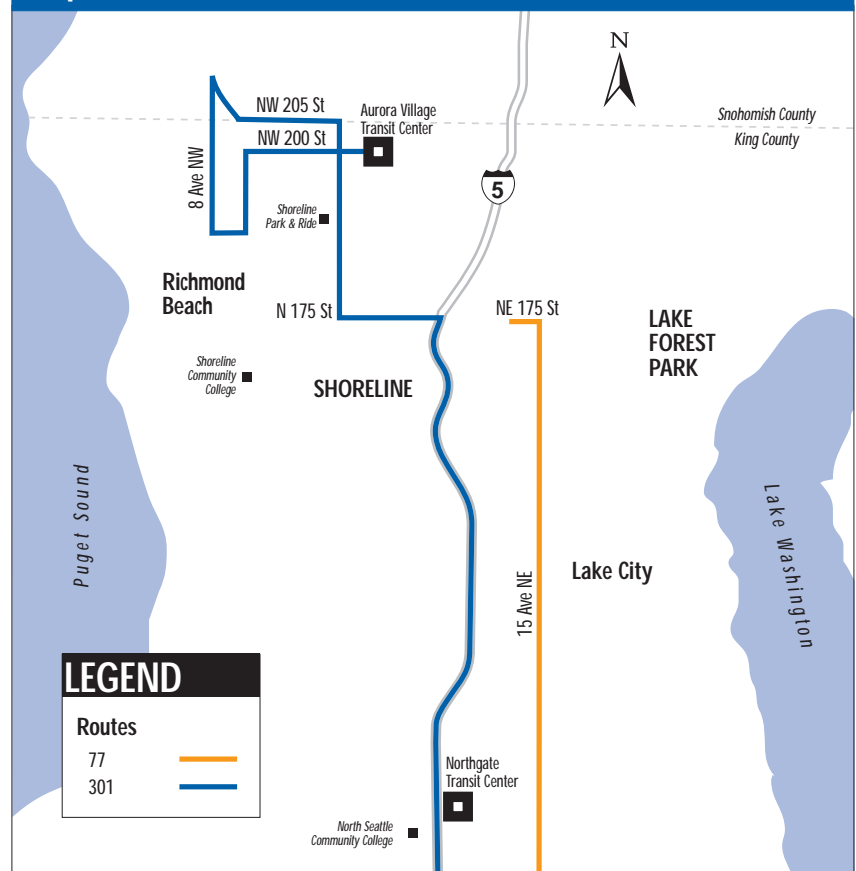 N
NW 205 St
Aurora Village
Transit Center
Snohomish County
King County
NW 200 St
8 Ave NW
5
Shoreline
Park & Ride
Richmond
Beach
N 175 St
NE 175 St
LAKE
FOREST
PARK
Shoreline
Community
College
SHORELINE
Puget Sound
Lake Washington
Lake City
15 Ave NE
LEGEND
Routes
77
301
Northgate
Transit Center
North Seattle
Community College